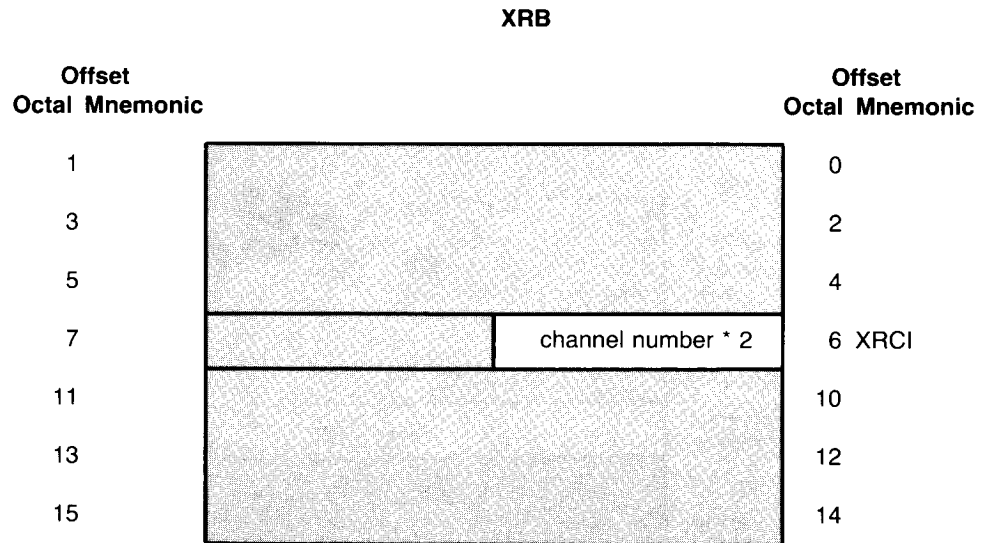 XRB
Offset Offset
Octal Mnemonic Octal Mnemonic
1 0
3 2
5 4
7 channel number * 2 6 XRCI
11 10
13 12
15 14